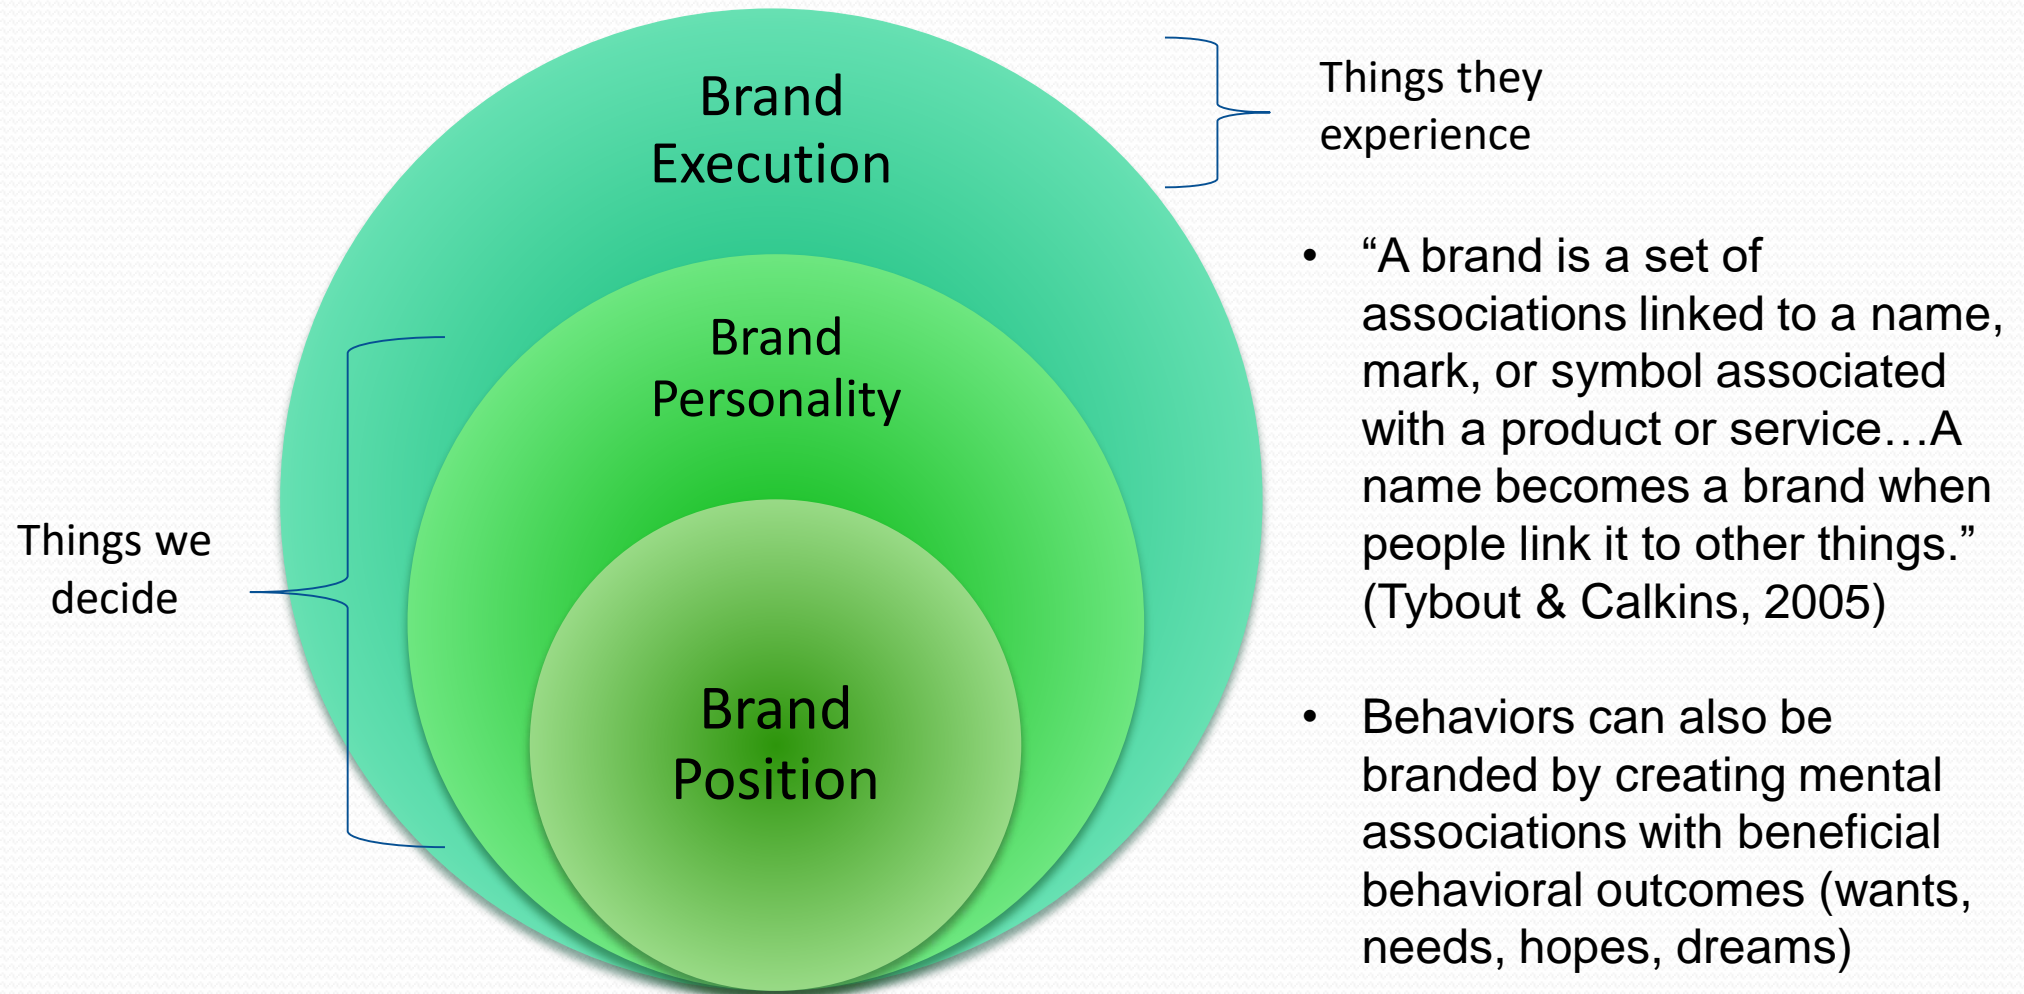 Brand
Execution
Things they
experience
Brand
Personality
Things we
decide
Brand
Position
• “A brand is a set of
associations linked to a name,
mark, or symbol associated
with a product or service…A
name becomes a brand when
people link it to other things.”
(Tybout & Calkins, 2005)
• Behaviors can also be
branded by creating mental
associations with beneficial
behavioral outcomes (wants,
needs, hopes, dreams)